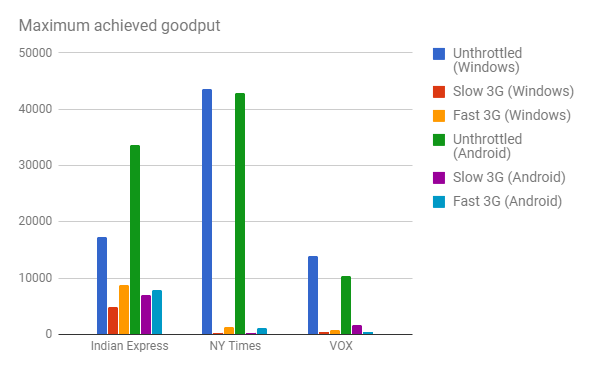 Maximum achieved goodput
50000
40000
30000
20000
10000
0
Indian Express
NY Times
VOX
Unthrottled
(Windows)
Slow 3G (Windows)
Fast 3G (Windows)
Unthrottled
(Android)
Slow 3G (Android)
Fast 3G (Android)